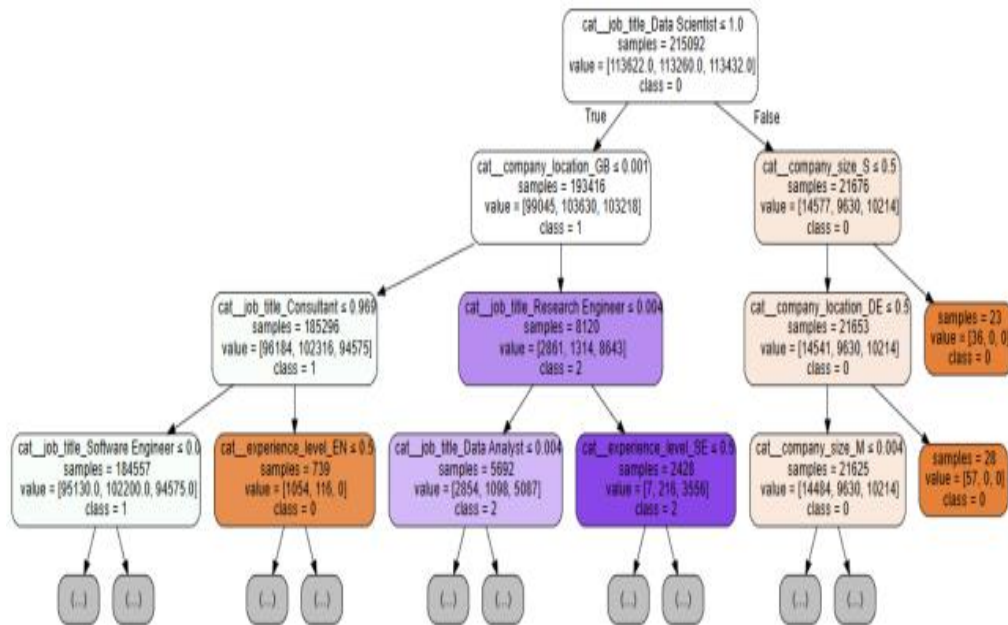 cat__job_title_Data Scientist ≤ 1.0
samples = 215092
value = [113622.0, 113260.0, 113432.0]
class = 0
True
False
cat__company_location_GB ≤ 0.001
samples = 193416
value = [99045, 103630, 103218]
class = 1
cat__company_size_S ≤ 0.5
samples = 21676
value = [14577, 9630, 10214]
class = 0
cat__job_title_Consultant ≤ 0.969
samples = 185296
value = [96184, 102316, 94575]
class = 1
cat__job_title_Research Engineer ≤ 0.004
samples = 8120
value = [2861, 1314, 8643]
class = 2
cat__company_location_DE ≤ 0.5
samples = 21653
value = [14541, 9630, 10214]
class = 0
samples = 23
value = [36, 0, 0]
class = 0
cat__job_title_Software Engineer ≤ 0.0
samples = 184557
value = [95130.0, 102200.0, 94575.0]
class = 1
cat__experience_level_EN ≤ 0.5
samples = 739
value = [1054, 116, 0]
class = 0
cat__job_title_Data Analyst ≤ 0.004
samples = 5692
value = [2854, 1098, 5087]
class = 2
cat__experience_level_SE ≤ 0.5
samples = 2428
value = [7, 216, 3556]
class = 2
cat__company_size_M ≤ 0.004
samples = 21625
value = [14484, 9630, 10214]
class = 0
samples = 28
value = [57, 0, 0]
class = 0
(...)
(...)
(...)
(...)
(...)
(...)
(...)
(...)
(...)
(...)